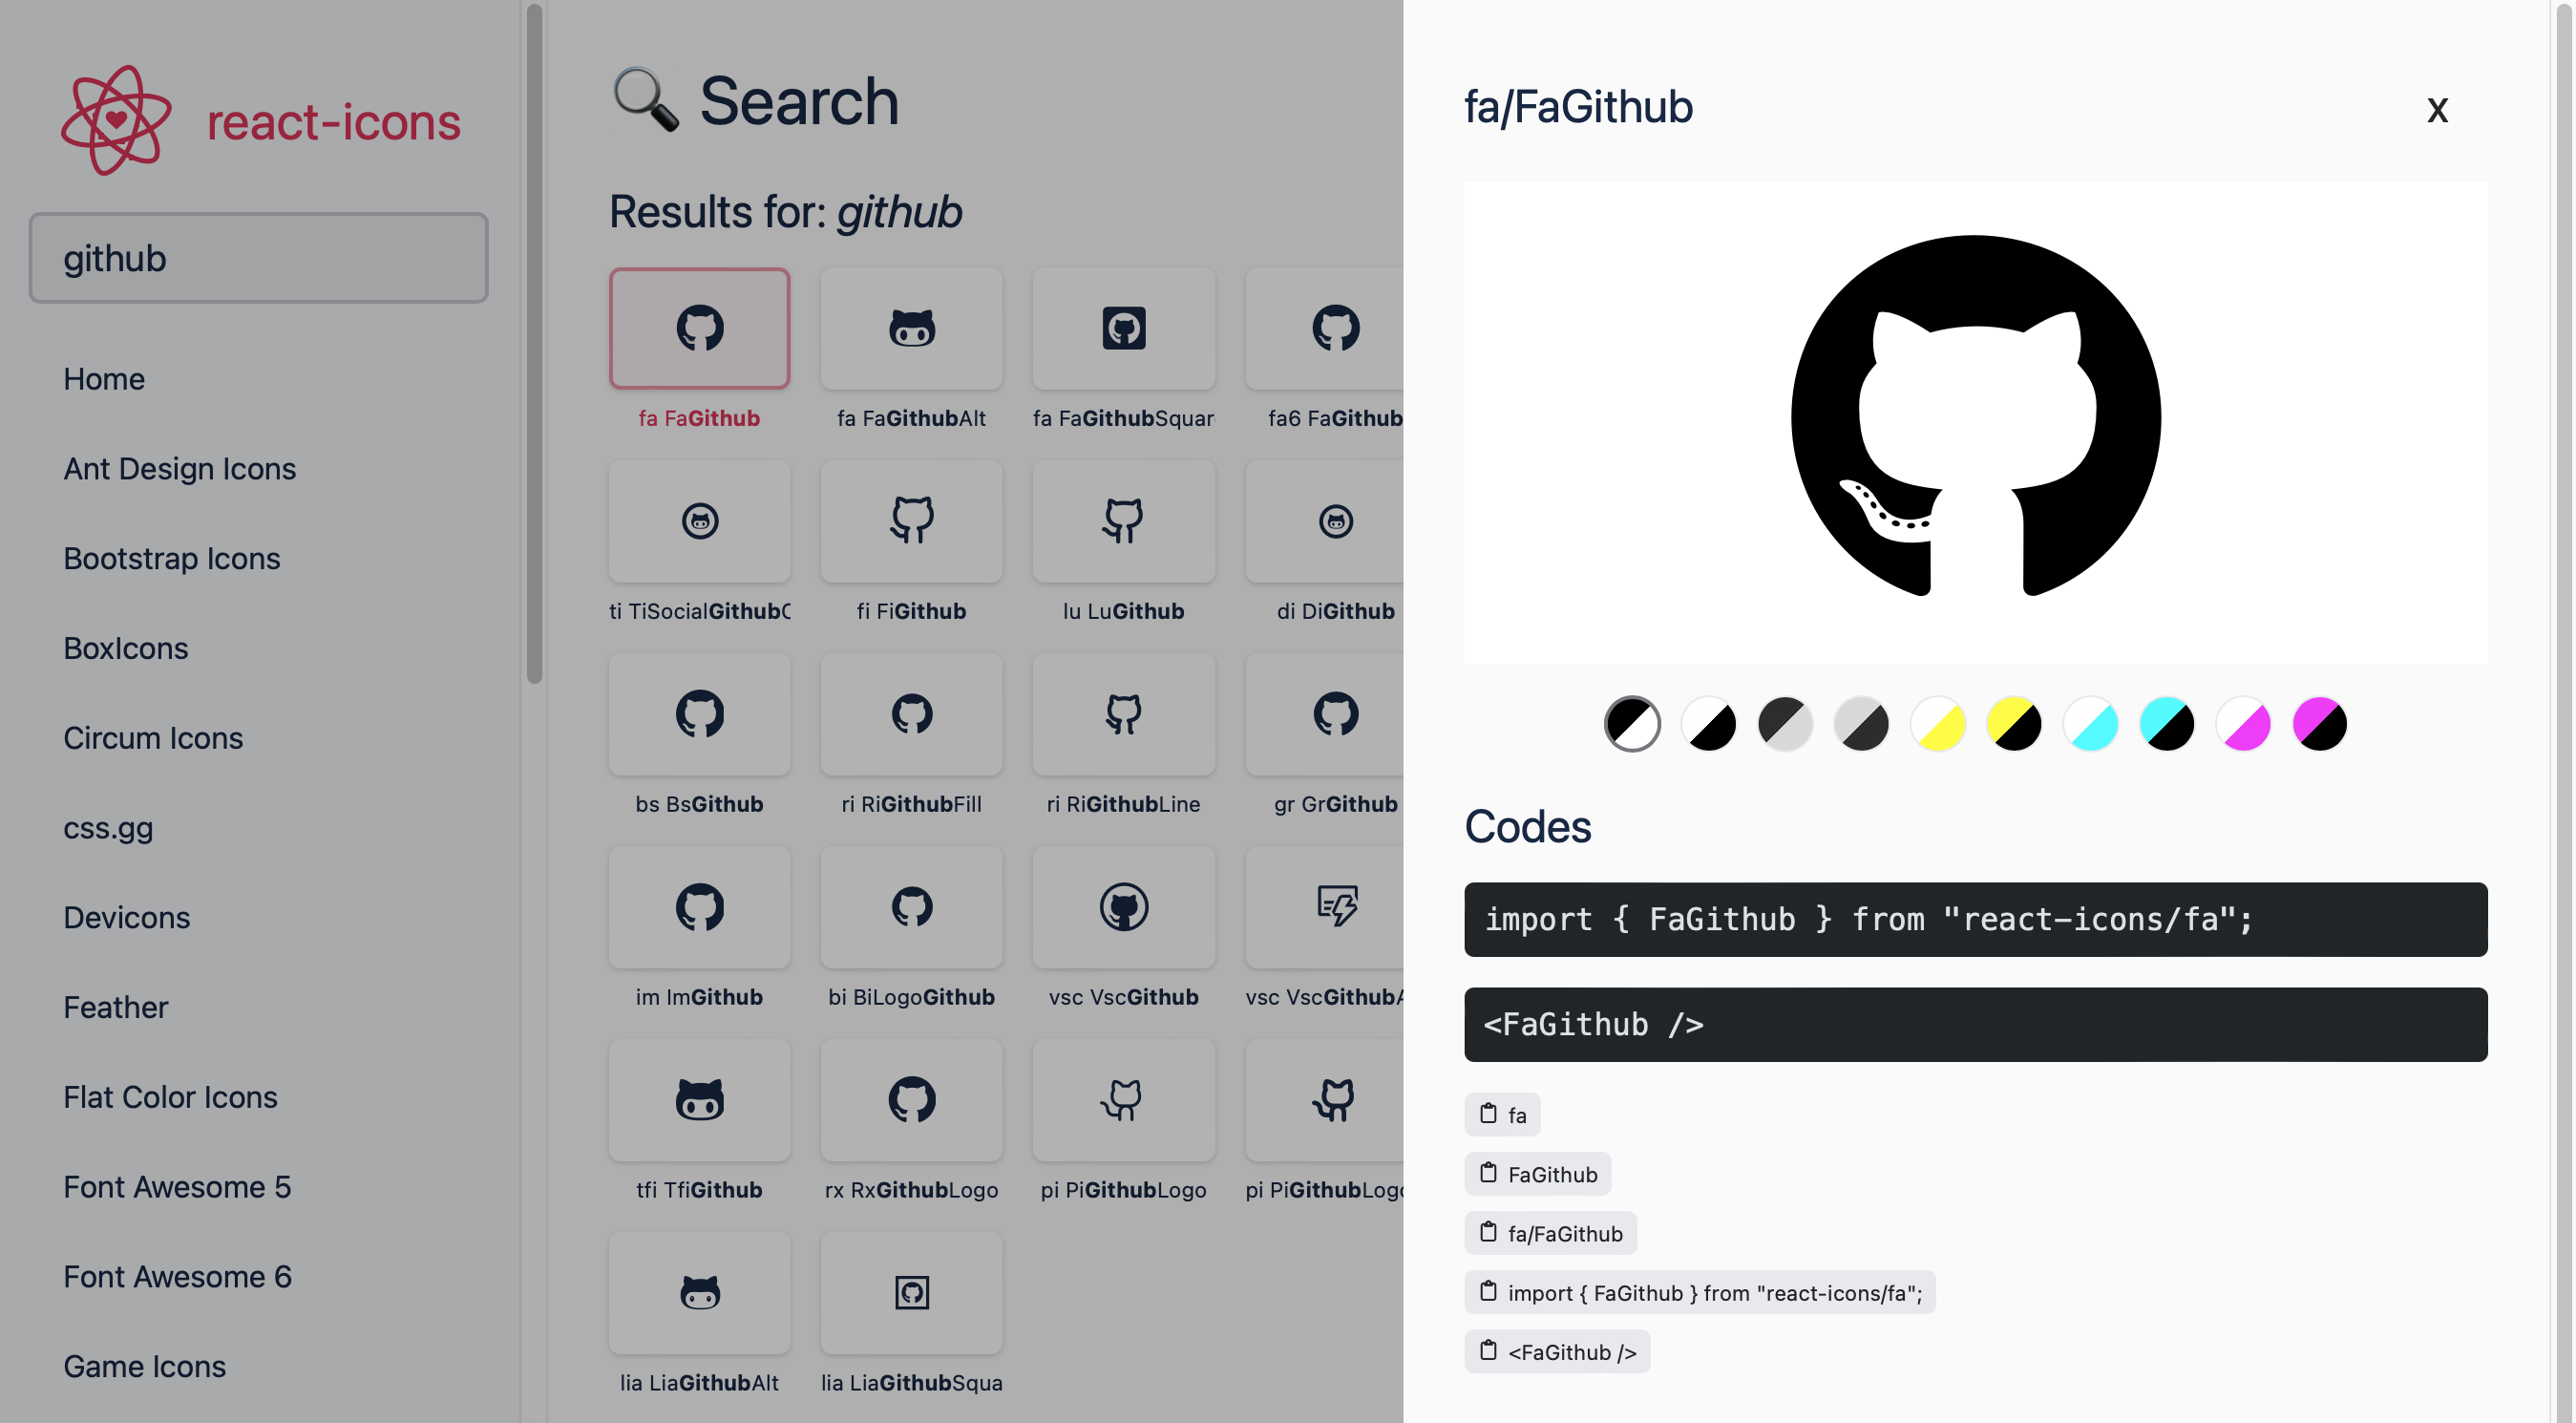 react-icons
github
Home
Ant Design Icons
Bootstrap Icons
BoxIcons
Circum Icons
css.gg
Devicons
Feather
Flat Color Icons
Font Awesome 5
Font Awesome 6
Game Icons
Search
Results for: github
fa FaGithub
fa FaGithubAlt
fa FaGithubSquar
fa6 FaGithub
ti TiSocialGithubC
fi FiGithub
lu LuGithub
di DiGithub
bs BsGithub
ri RiGithubFill
ri RiGithubLine
gr GrGithub
im ImGithub
bi BiLogoGithub
vsc VscGithub
vsc VscGithubA
tfi TfiGithub
rx RxGithubLogo
pi PiGithubLogo
pi PiGithubLogo
lia LiaGithubAlt
lia LiaGithubSqua
fa/FaGithub
X
Codes
import { FaGithub } from "react-icons/fa";
<FaGithub />
fa
FaGithub
fa/FaGithub
import { FaGithub } from "react-icons/fa";
<FaGithub />